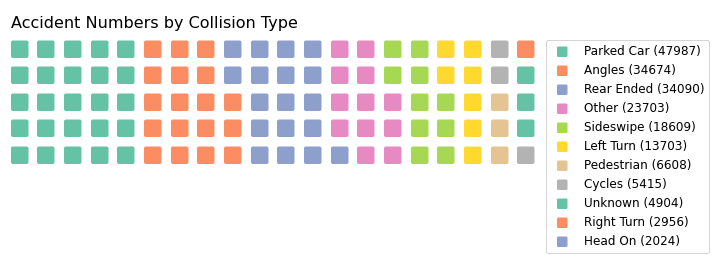 Accident Numbers by Collision Type
Parked Car (47987)
Angles (34674)
Rear Ended (34090)
Other (23703)
Sideswipe (18609)
Left Turn (13703)
Pedestrian (6608)
Cycles (5415)
Unknown (4904)
Right Turn (2956)
Head On (2024)